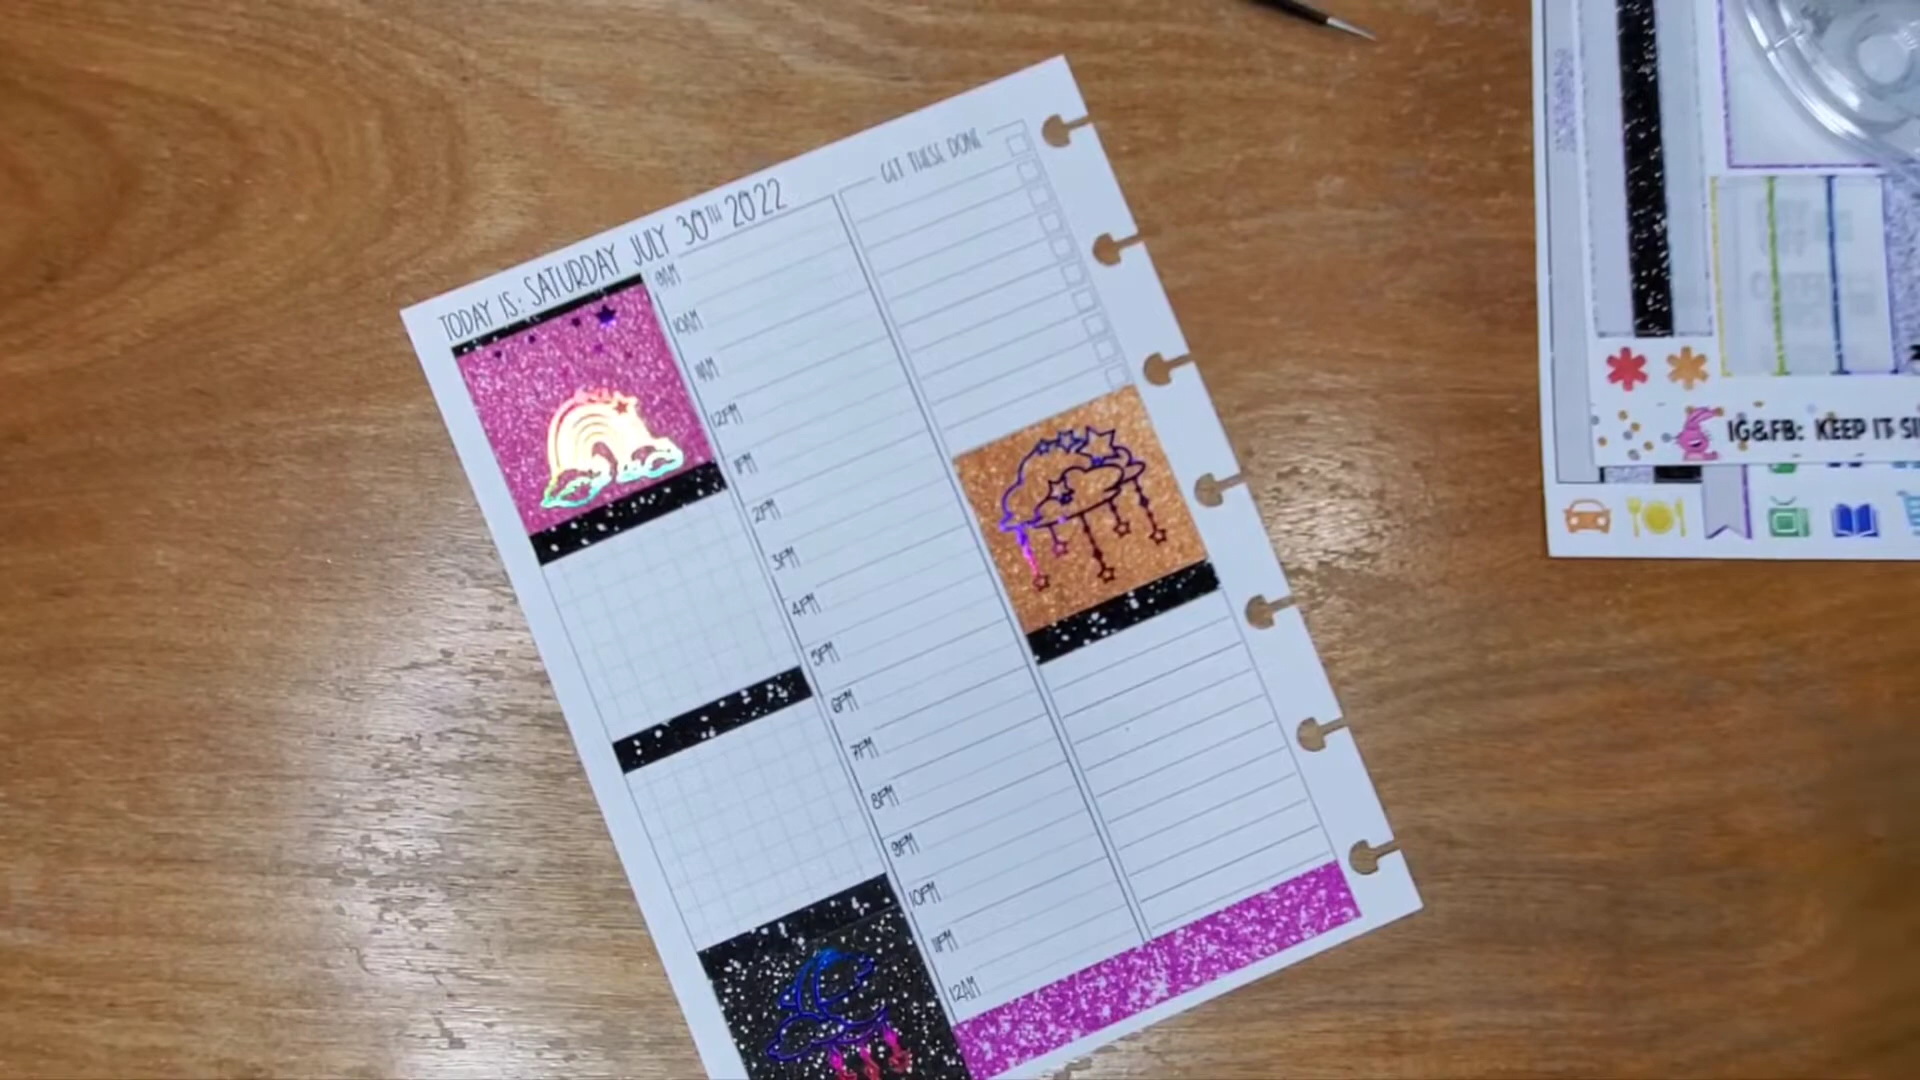 TODAY IS: SATURDAY JULY 30TH 2022
9AM
10AM
11AM
12PM
1PM
2PM
3PM
4PM
5PM
6PM
7PM
8PM
9PM
10PM
11PM
12AM
GET THESE DONE
IG&FB: KEEP IT